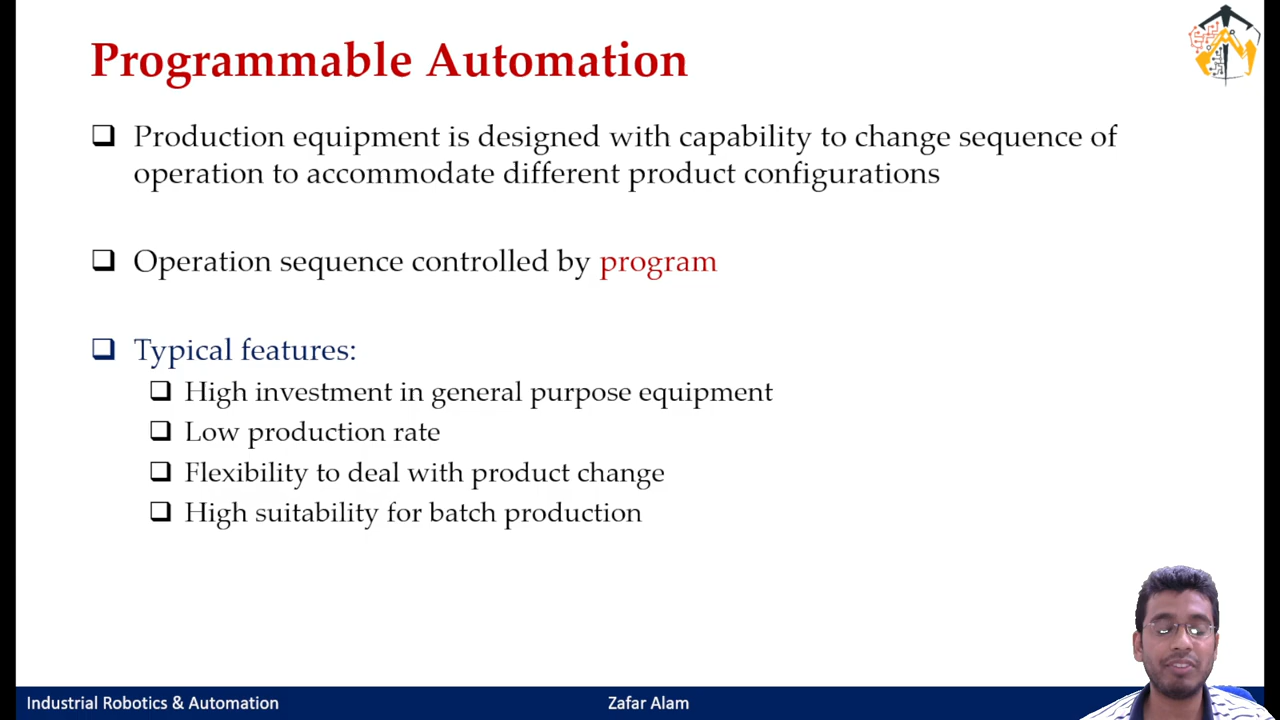 Programmable Automation
❑ Production equipment is designed with capability to change sequence of
operation to accommodate different product configurations
❑ Operation sequence controlled by program
❑ Typical features:
❑ High investment in general purpose equipment
❑ Low production rate
❑ Flexibility to deal with product change
❑ High suitability for batch production
Industrial Robotics & Automation
Zafar Alam